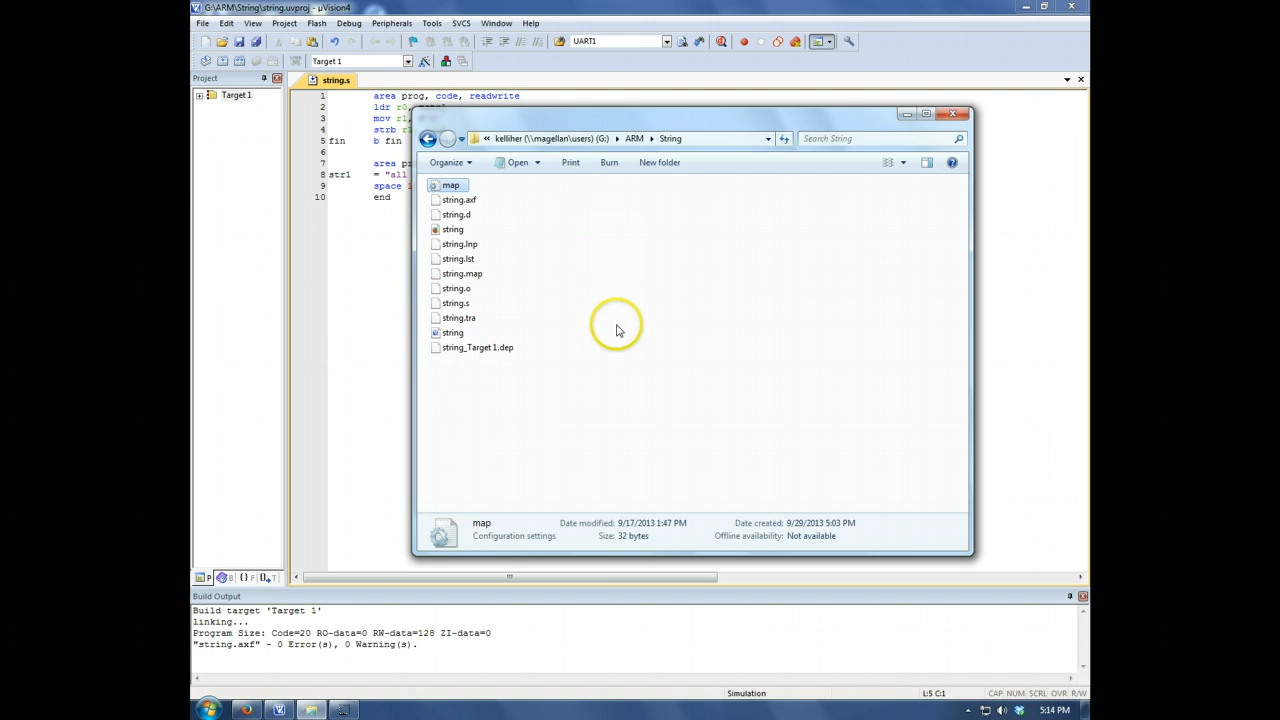 G:\ARM\String\string.uvproj - µVision4
File Edit View Project Flash Debug Peripherals Tools SVCS Window Help
UART1
Target 1
Project
string.s
Target 1
1 area prog, code, readwrite
2 ldr r0,
3 mov r1,
4 strb r1
5 fin b fin
6
7 area pr
8 str1 = "all
9 space 1
10 end
kelliher (\\magellan\users) (G:) ARM String
Search String
Organize Open Print Burn New folder
map
string.axf
string.d
string
string.lnp
string.lst
string.map
string.o
string.s
string.tra
string
string_Target 1.dep
map Date modified: 9/17/2013 1:47 PM Date created: 9/29/2013 5:03 PM
Configuration settings Size: 32 bytes Offline availability: Not available
P B {} F 0 T
Build Output
Build target 'Target 1'
linking...
Program Size: Code=20 RO-data=0 RW-data=128 ZI-data=0
"string.axf" - 0 Error(s), 0 Warning(s).
Simulation L:5 C:1 CAP NUM SCRL OVR R/W
5:14 PM